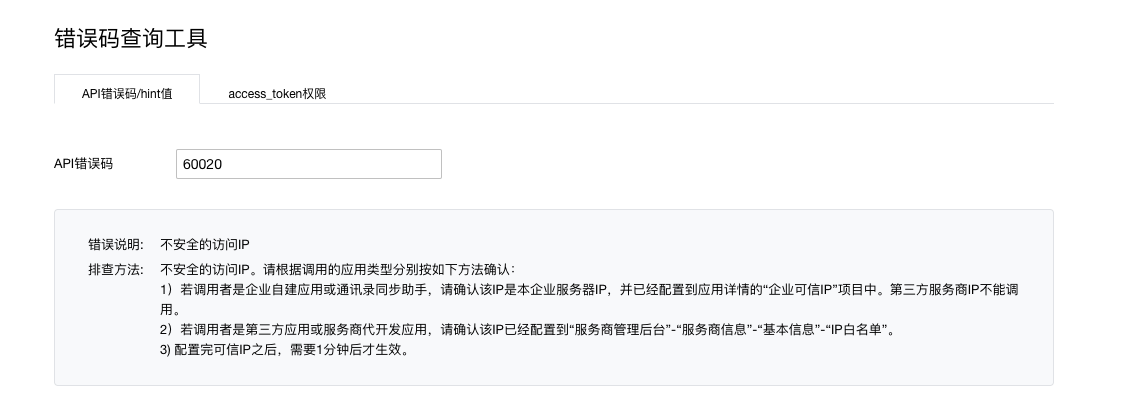 错误码查询工具
API错误码/hint值
access_token权限
API错误码
60020
错误说明: 不安全的访问IP
排查方法: 不安全的访问IP。请根据调用的应用类型分别按如下方法确认：
1）若调用者是企业自建应用或通讯录同步助手，请确认该IP是本企业服务器IP，并已经配置到应用详情的“企业可信IP”项目中。第三方服务商IP不能调
用。
2）若调用者是第三方应用或服务商代开发应用，请确认该IP已经配置到“服务商管理后台”-“服务商信息”-“基本信息”-“IP白名单”。
3) 配置完可信IP之后，需要1分钟后才生效。